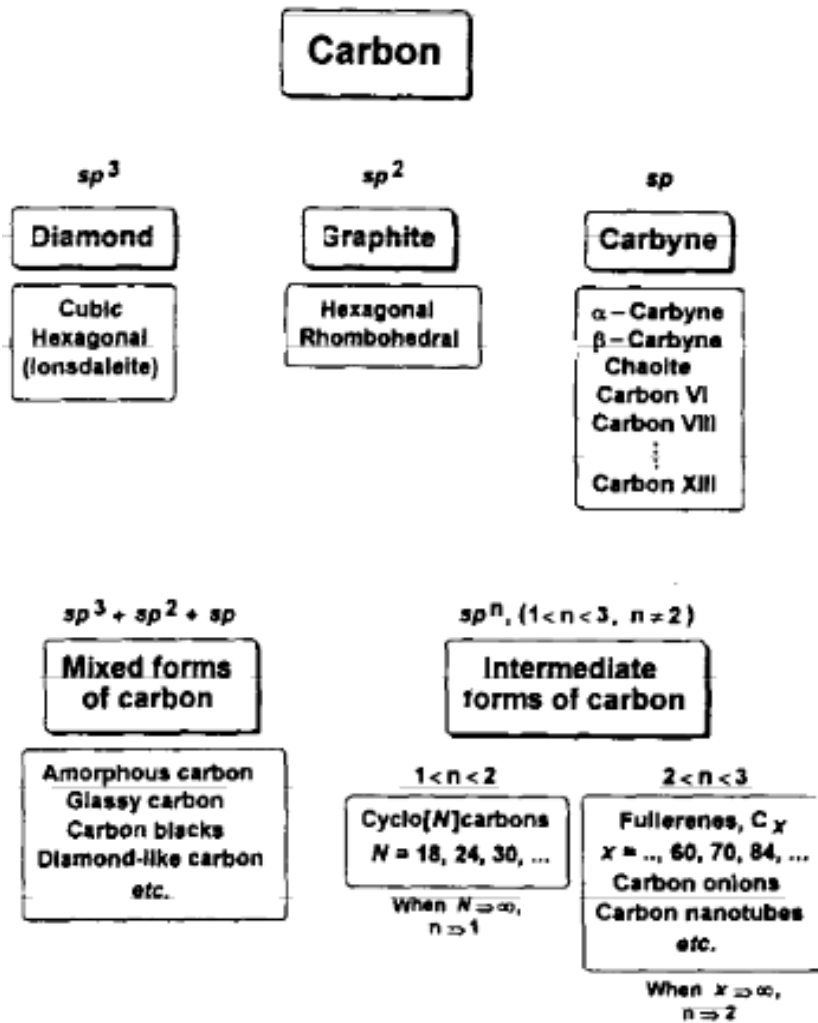 Carbon
sp³
Diamond
Cubic
Hexagonal
(lonsdaleite)
sp²
Graphite
Hexagonal
Rhombohedral
sp
Carbyne
α – Carbyne
β – Carbyne
Chaoite
Carbon VI
Carbon VIII
⋮
Carbon XIII
sp³ + sp² + sp
Mixed forms
of carbon
Amorphous carbon
Glassy carbon
Carbon blacks
Diamond-like carbon
etc.
spⁿ, (1 < n < 3, n ≠ 2)
Intermediate
forms of carbon
1 < n < 2
Cyclo[N]carbons
N = 18, 24, 30, ...
When N ⇒ ∞,
n ⇒ 1
2 < n < 3
Fullerenes, Cₓ
x = .., 60, 70, 84, ...
Carbon onions
Carbon nanotubes
etc.
When x ⇒ ∞,
n ⇒ 2